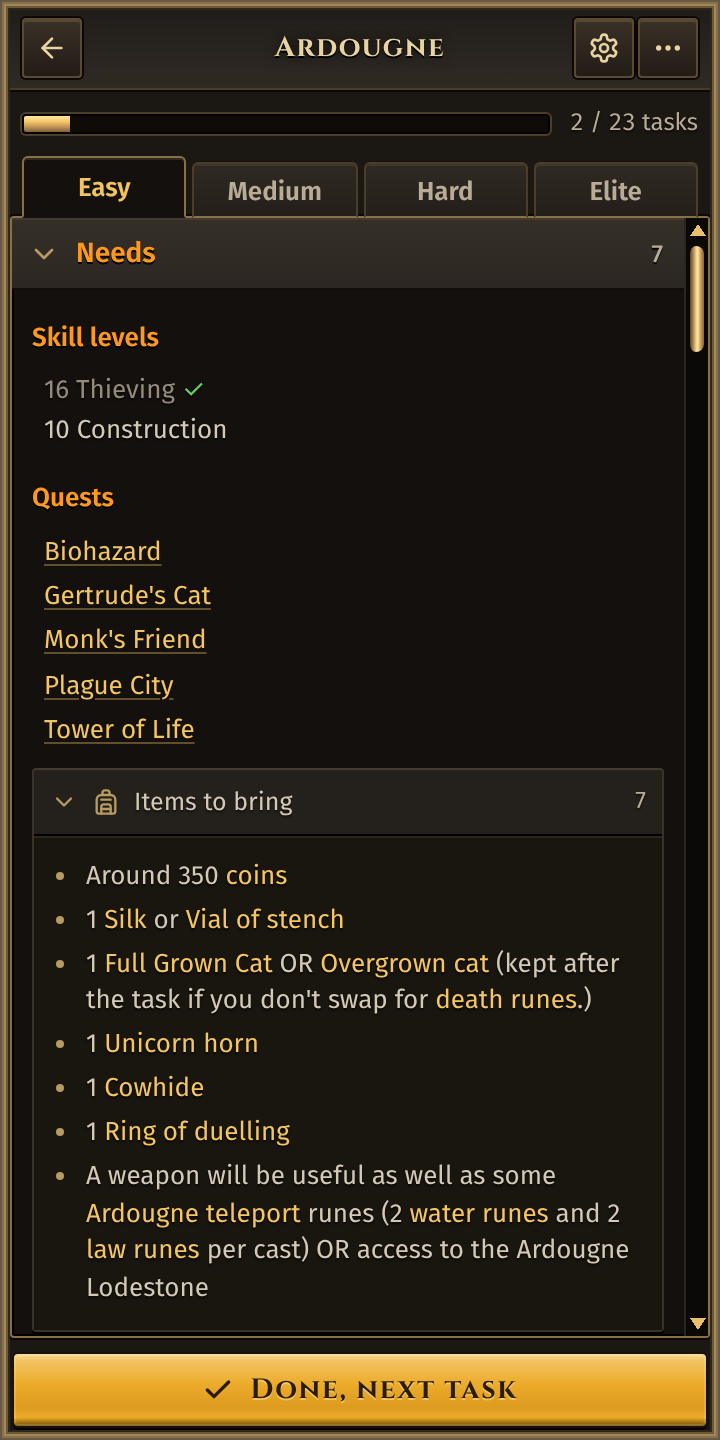 Ardougne
2 / 23 tasks
Easy
Medium
Hard
Elite
Needs
7
Skill levels
16 Thieving
10 Construction
Quests
Biohazard
Gertrude's Cat
Monk's Friend
Plague City
Tower of Life
Items to bring
7
Around 350 coins
1 Silk or Vial of stench
1 Full Grown Cat OR Overgrown cat (kept after
the task if you don't swap for death runes.)
1 Unicorn horn
1 Cowhide
1 Ring of duelling
A weapon will be useful as well as some
Ardougne teleport runes (2 water runes and 2
law runes per cast) OR access to the Ardougne
Lodestone
Done, next task